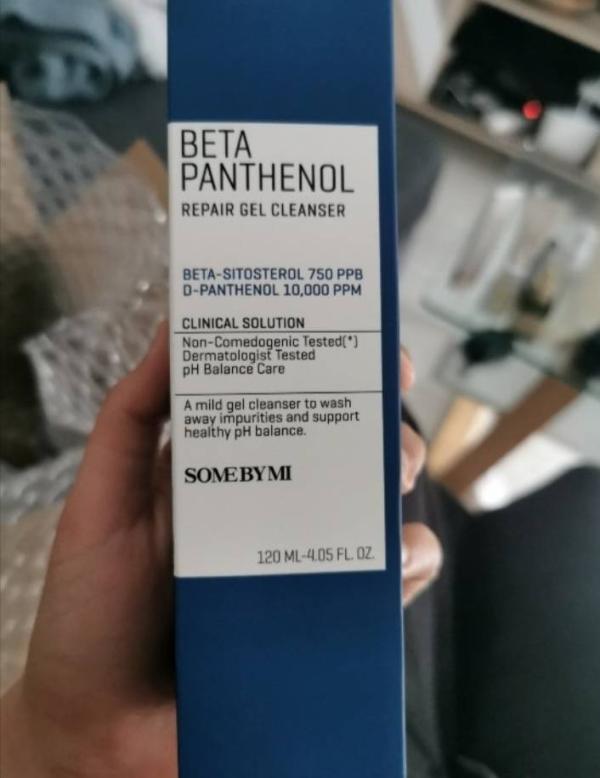 BETA
PANTHENOL
REPAIR GEL CLEANSER
BETA-SITOSTEROL 750 PPB
D-PANTHENOL 10,000 PPM
CLINICAL SOLUTION
Non-Comedogenic Tested(*)
Dermatologist Tested
pH Balance Care
A mild gel cleanser to wash
away impurities and support
healthy pH balance.
SOMEBYMI
120 ML-4.05 FL. OZ.